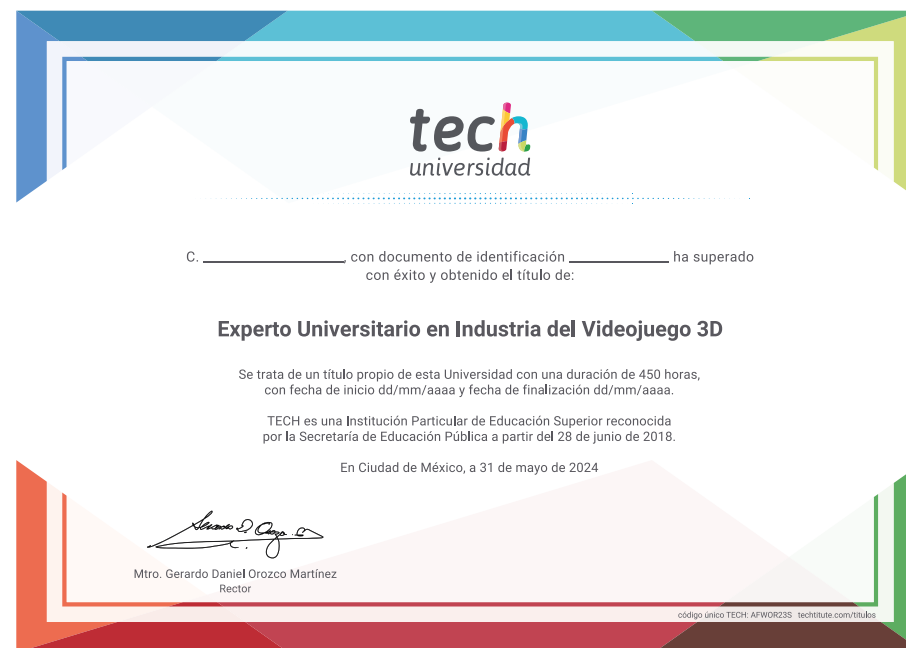 tech
universidad
C. ______________, con documento de identificación __________ ha superado
con éxito y obtenido el título de:
Experto Universitario en Industria del Videojuego 3D
Se trata de un título propio de esta Universidad con una duración de 450 horas,
con fecha de inicio dd/mm/aaaa y fecha de finalización dd/mm/aaaa.
TECH es una Institución Particular de Educación Superior reconocida
por la Secretaría de Educación Pública a partir del 28 de junio de 2018.
En Ciudad de México, a 31 de mayo de 2024
Mtro. Gerardo Daniel Orozco Martínez
Rector
código único TECH: AFWOR23S techtitute.com/titulos